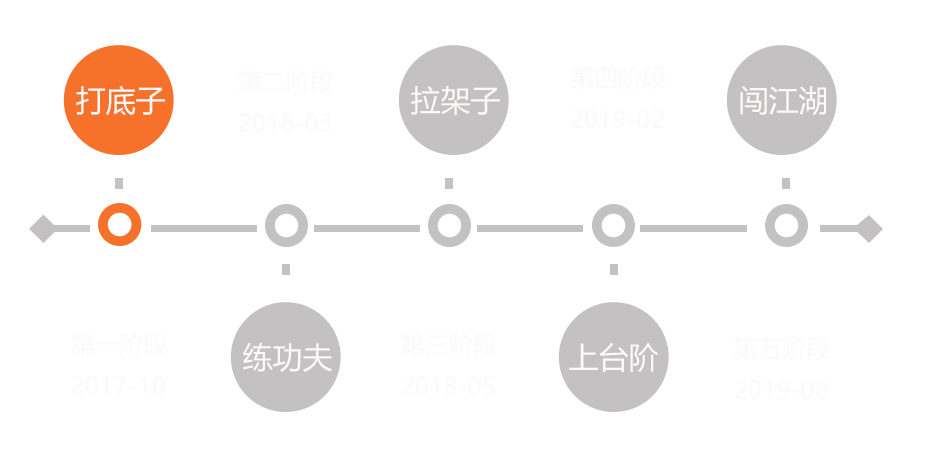 打底子
第一阶段
2017-10
第二阶段
2018-03
练功夫
拉架子
第三阶段
2018-05
第四阶段
2019-02
上台阶
闯江湖
第五阶段
2019-08